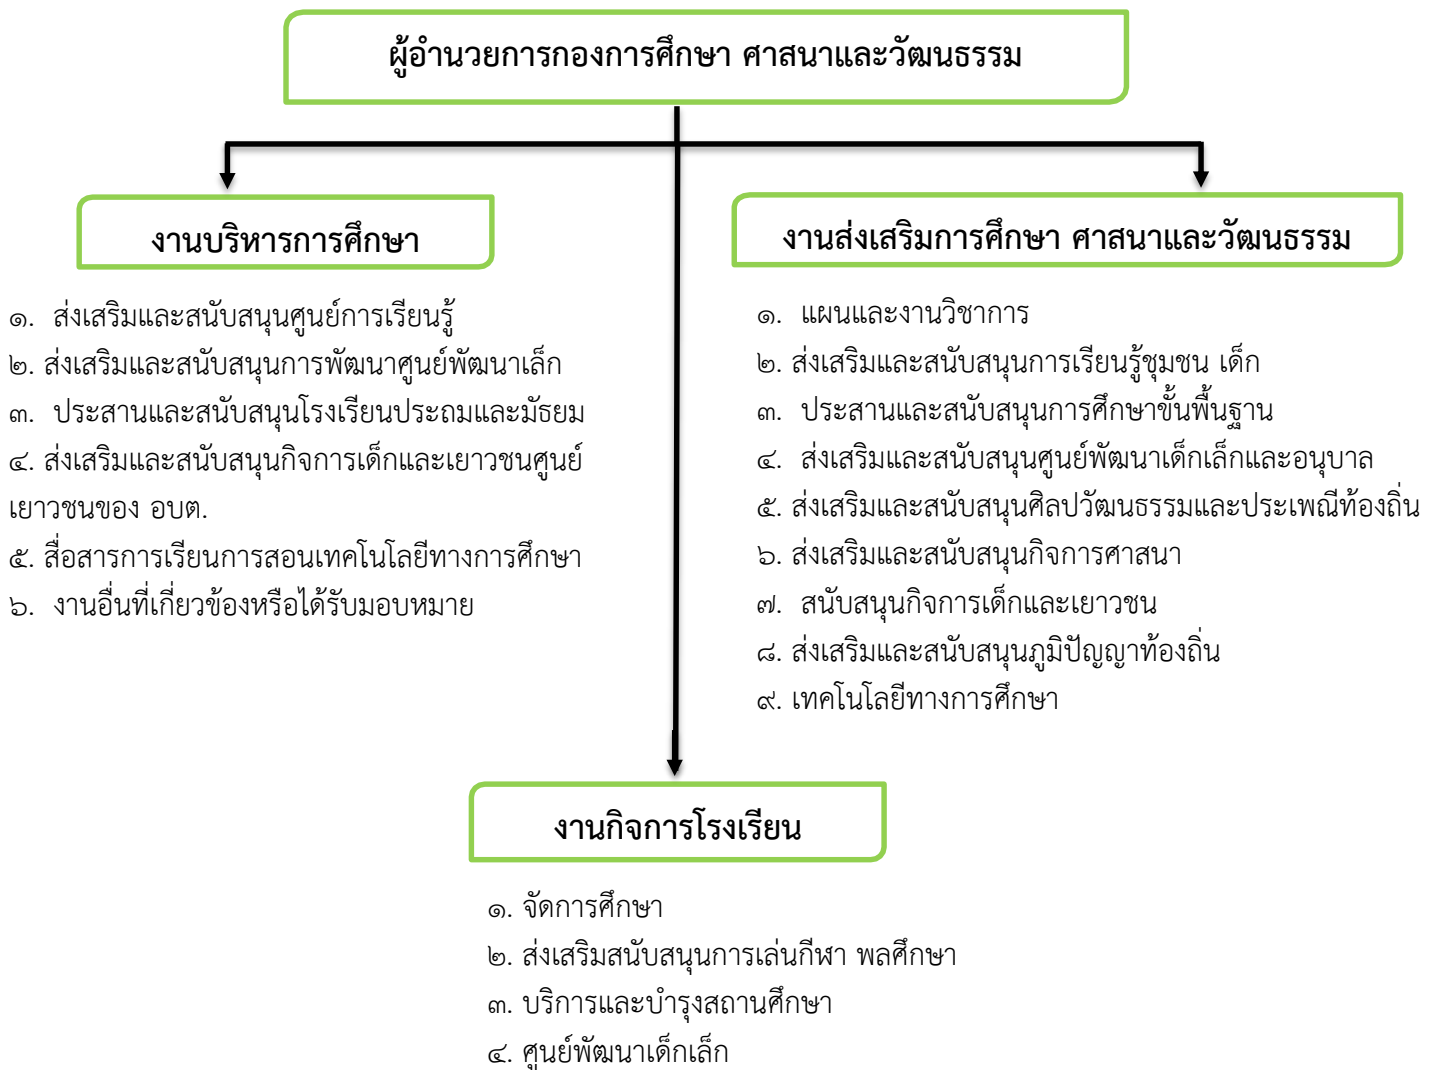 ผู้อำนวยการกองการศึกษา ศาสนาและวัฒนธรรม
งานบริหารการศึกษา
๑. ส่งเสริมและสนับสนุนศูนย์การเรียนรู้
๒. ส่งเสริมและสนับสนุนการพัฒนาศูนย์พัฒนาเล็ก
๓. ประสานและสนับสนุนโรงเรียนประถมและมัธยม
๔. ส่งเสริมและสนับสนุนกิจการเด็กและเยาวชนศูนย์
เยาวชนของ อบต.
๕. สื่อสารการเรียนการสอนเทคโนโลยีทางการศึกษา
๖. งานอื่นที่เกี่ยวข้องหรือได้รับมอบหมาย
งานส่งเสริมการศึกษา ศาสนาและวัฒนธรรม
๑. แผนและงานวิชาการ
๒. ส่งเสริมและสนับสนุนการเรียนรู้ชุมชน เด็ก
๓. ประสานและสนับสนุนการศึกษาขั้นพื้นฐาน
๔. ส่งเสริมและสนับสนุนศูนย์พัฒนาเด็กเล็กและอนุบาล
๕. ส่งเสริมและสนับสนุนศิลปวัฒนธรรมและประเพณีท้องถิ่น
๖. ส่งเสริมและสนับสนุนกิจการศาสนา
๗. สนับสนุนกิจการเด็กและเยาวชน
๘. ส่งเสริมและสนับสนุนภูมิปัญญาท้องถิ่น
๙. เทคโนโลยีทางการศึกษา
งานกิจการโรงเรียน
๑. จัดการศึกษา
๒. ส่งเสริมสนับสนุนการเล่นกีฬา พลศึกษา
๓. บริการและบำรุงสถานศึกษา
๔. ศูนย์พัฒนาเด็กเล็ก